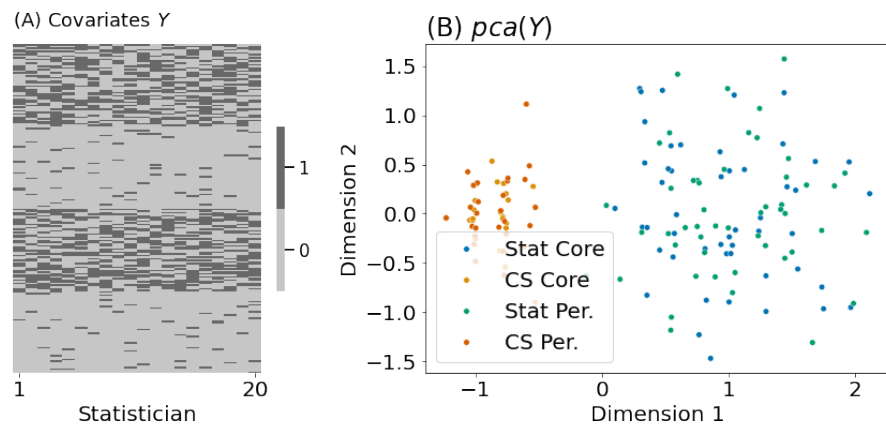 (A) Covariates Y
1
0
1
20
Statistician
(B) pca(Y)
1.5
1.0
0.5
0.0
−0.5
−1.0
−1.5
Dimension 2
Stat Core
CS Core
Stat Per.
CS Per.
−1
0
1
2
Dimension 1